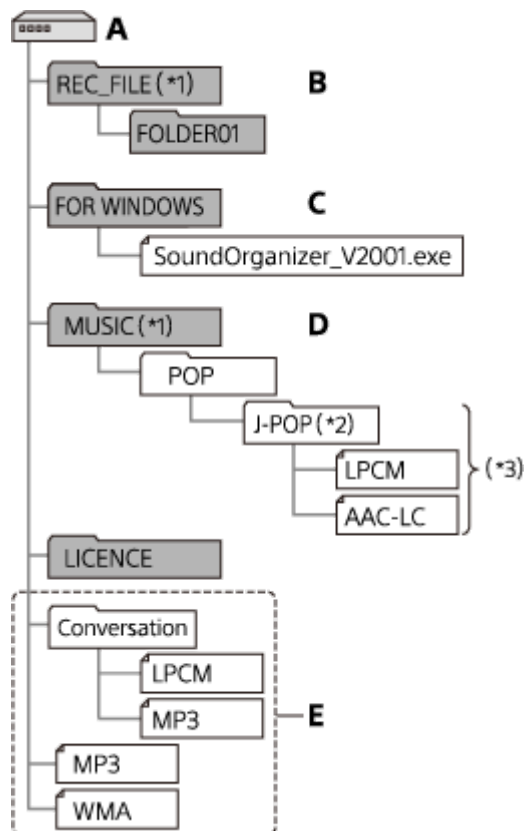 A
REC_FILE(*1) B
FOLDER01
FOR WINDOWS C
SoundOrganizer_V2001.exe
MUSIC(*1) D
POP
J-POP(*2)
LPCM (*3)
AAC-LC
LICENCE
Conversation
LPCM
MP3 E
MP3
WMA